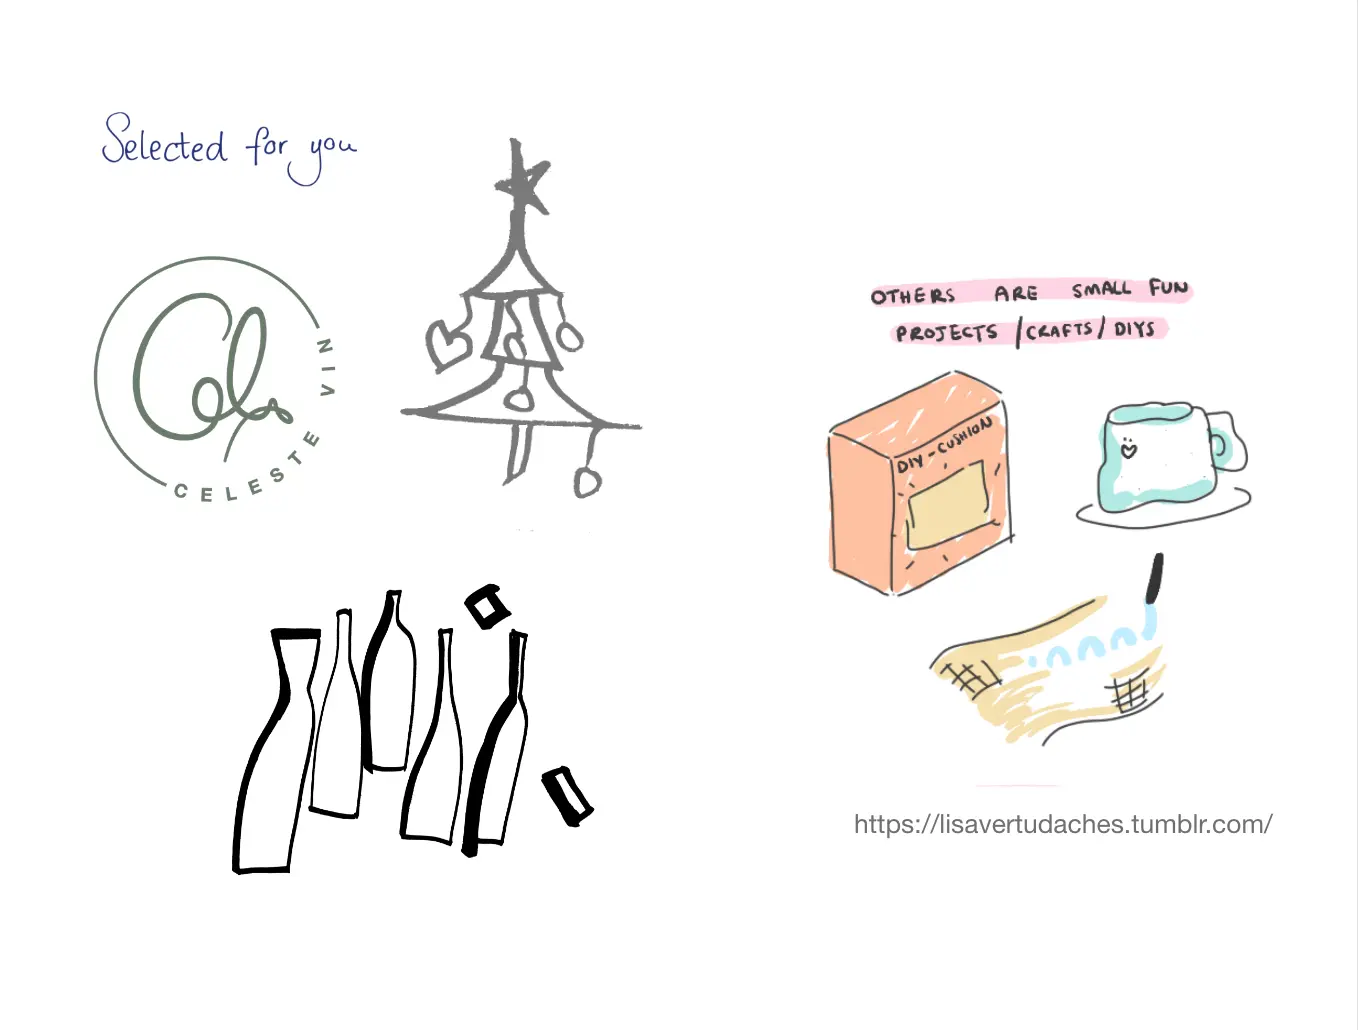 Selected for you
Cel
CELESTE VIN
OTHERS ARE SMALL FUN
PROJECTS / CRAFTS / DIYS
DIY - CUSHION
https://lisavertudaches.tumblr.com/